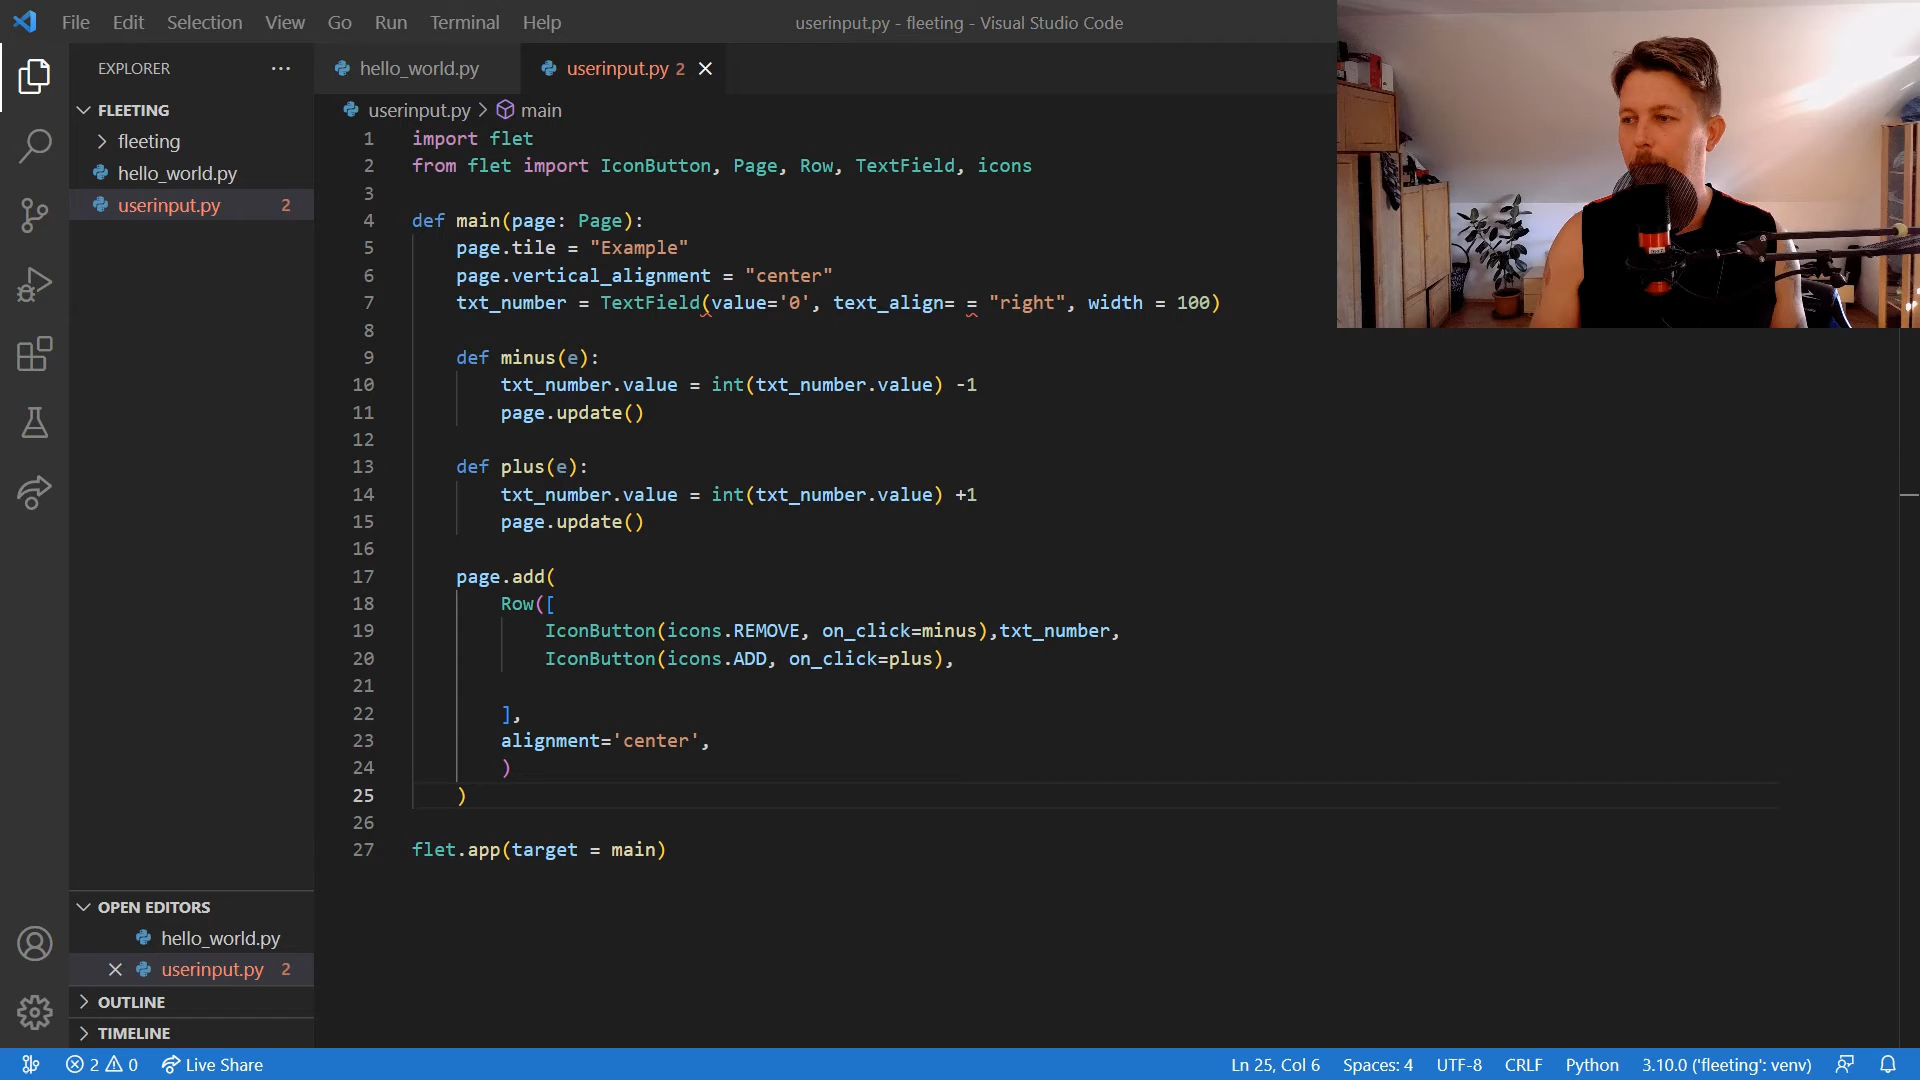 File Edit Selection View Go Run Terminal Help
userinput.py - fleeting - Visual Studio Code
EXPLORER
FLEETING
fleeting
hello_world.py
userinput.py 2
hello_world.py
userinput.py 2
userinput.py > main
1 import flet
2 from flet import IconButton, Page, Row, TextField, icons
3
4 def main(page: Page):
5 page.tile = "Example"
6 page.vertical_alignment = "center"
7 txt_number = TextField(value='0', text_align= = "right", width = 100)
8
9 def minus(e):
10 txt_number.value = int(txt_number.value) -1
11 page.update()
12
13 def plus(e):
14 txt_number.value = int(txt_number.value) +1
15 page.update()
16
17 page.add(
18 Row([
19 IconButton(icons.REMOVE, on_click=minus),txt_number,
20 IconButton(icons.ADD, on_click=plus),
21
22 ],
23 alignment='center',
24 )
25 )
26
27 flet.app(target = main)
OPEN EDITORS
hello_world.py
userinput.py 2
OUTLINE
TIMELINE
2 0 Live Share
Ln 25, Col 6 Spaces: 4 UTF-8 CRLF Python 3.10.0 ('fleeting': venv)